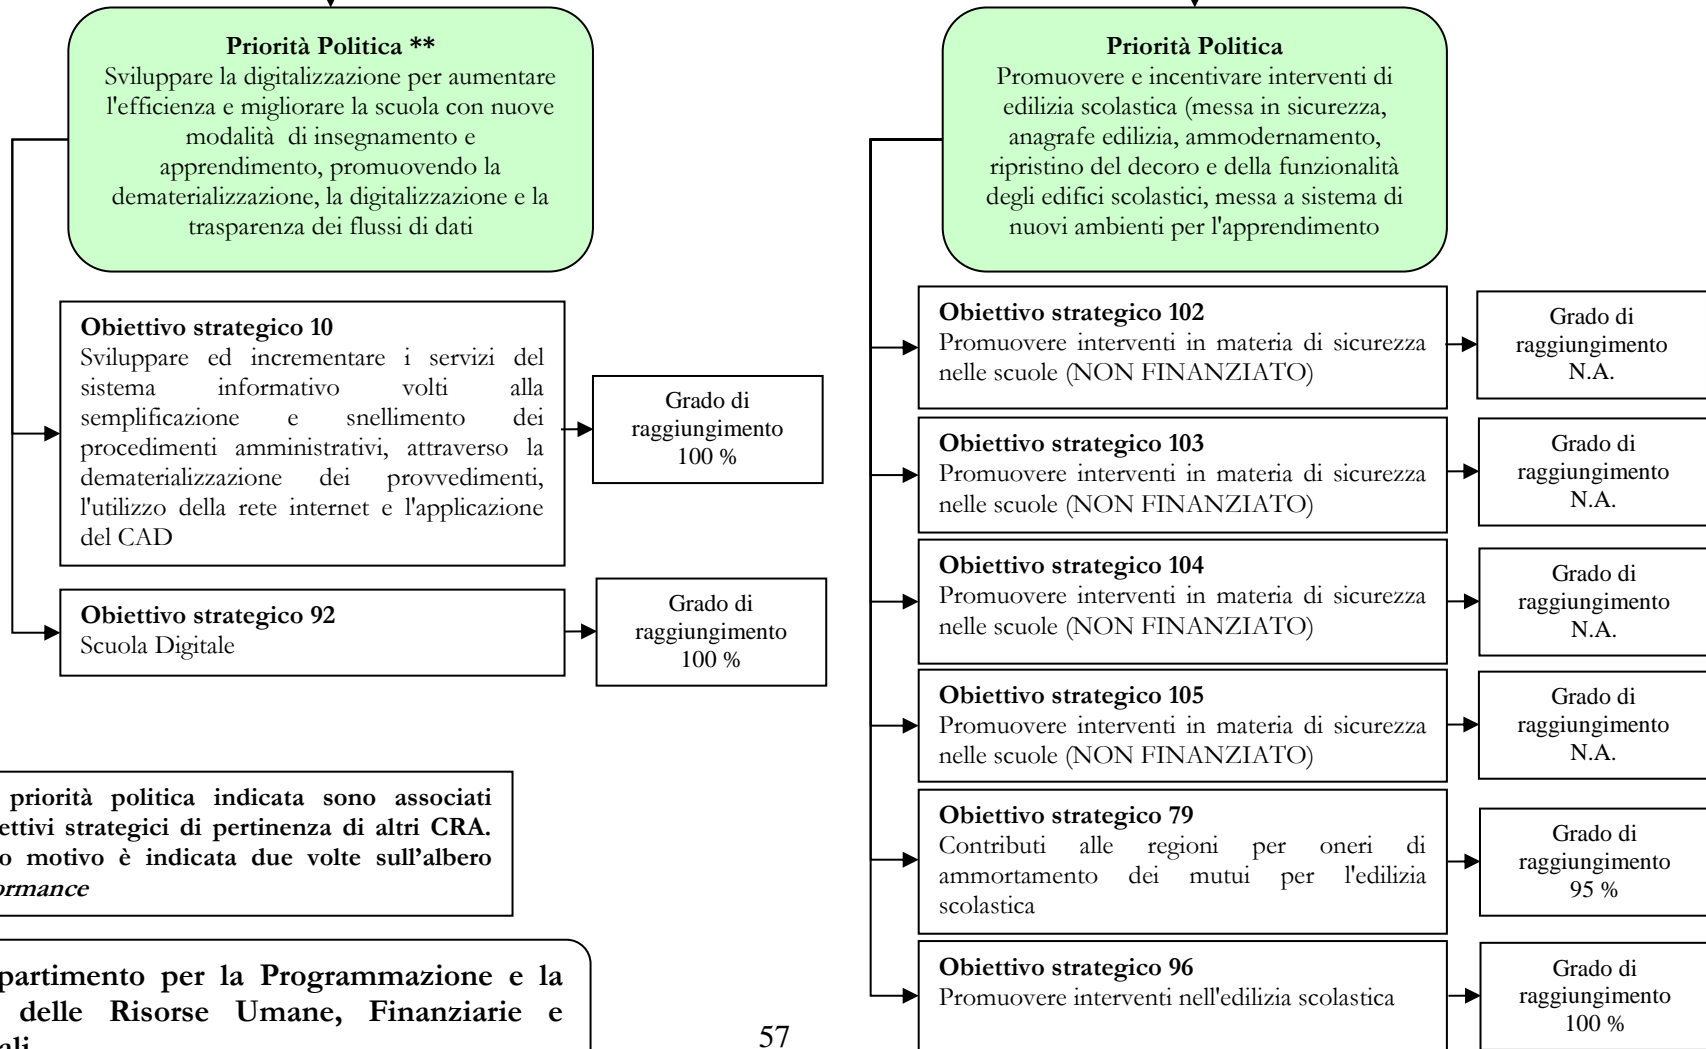 Priorità Politica **
Sviluppare la digitalizzazione per aumentare
l'efficienza e migliorare la scuola con nuove
modalità di insegnamento e
apprendimento, promuovendo la
dematerializzazione, la digitalizzazione e la
trasparenza dei flussi di dati
Obiettivo strategico 10
Sviluppare ed incrementare i servizi del
sistema informativo volti alla
semplificazione e snellimento dei
procedimenti amministrativi, attraverso la
dematerializzazione dei provvedimenti,
l'utilizzo della rete internet e l'applicazione
del CAD
Grado di
raggiungimento
100 %
Obiettivo strategico 92
Scuola Digitale
Grado di
raggiungimento
100 %
priorità politica indicata sono associati
ettivi strategici di pertinenza di altri CRA.
o motivo è indicata due volte sull'albero
ormance
partimento per la Programmazione e la
delle Risorse Umane, Finanziarie e
ali
57
Priorità Politica
Promuovere e incentivare interventi di
edilizia scolastica (messa in sicurezza,
anagrafe edilizia, ammodernamento,
ripristino del decoro e della funzionalità
degli edifici scolastici, messa a sistema di
nuovi ambienti per l'apprendimento
Obiettivo strategico 102
Promuovere interventi in materia di sicurezza
nelle scuole (NON FINANZIATO)
Grado di
raggiungimento
N.A.
Obiettivo strategico 103
Promuovere interventi in materia di sicurezza
nelle scuole (NON FINANZIATO)
Grado di
raggiungimento
N.A.
Obiettivo strategico 104
Promuovere interventi in materia di sicurezza
nelle scuole (NON FINANZIATO)
Grado di
raggiungimento
N.A.
Obiettivo strategico 105
Promuovere interventi in materia di sicurezza
nelle scuole (NON FINANZIATO)
Grado di
raggiungimento
N.A.
Obiettivo strategico 79
Contributi alle regioni per oneri di
ammortamento dei mutui per l'edilizia
scolastica
Grado di
raggiungimento
95 %
Obiettivo strategico 96
Promuovere interventi nell'edilizia scolastica
Grado di
raggiungimento
100 %